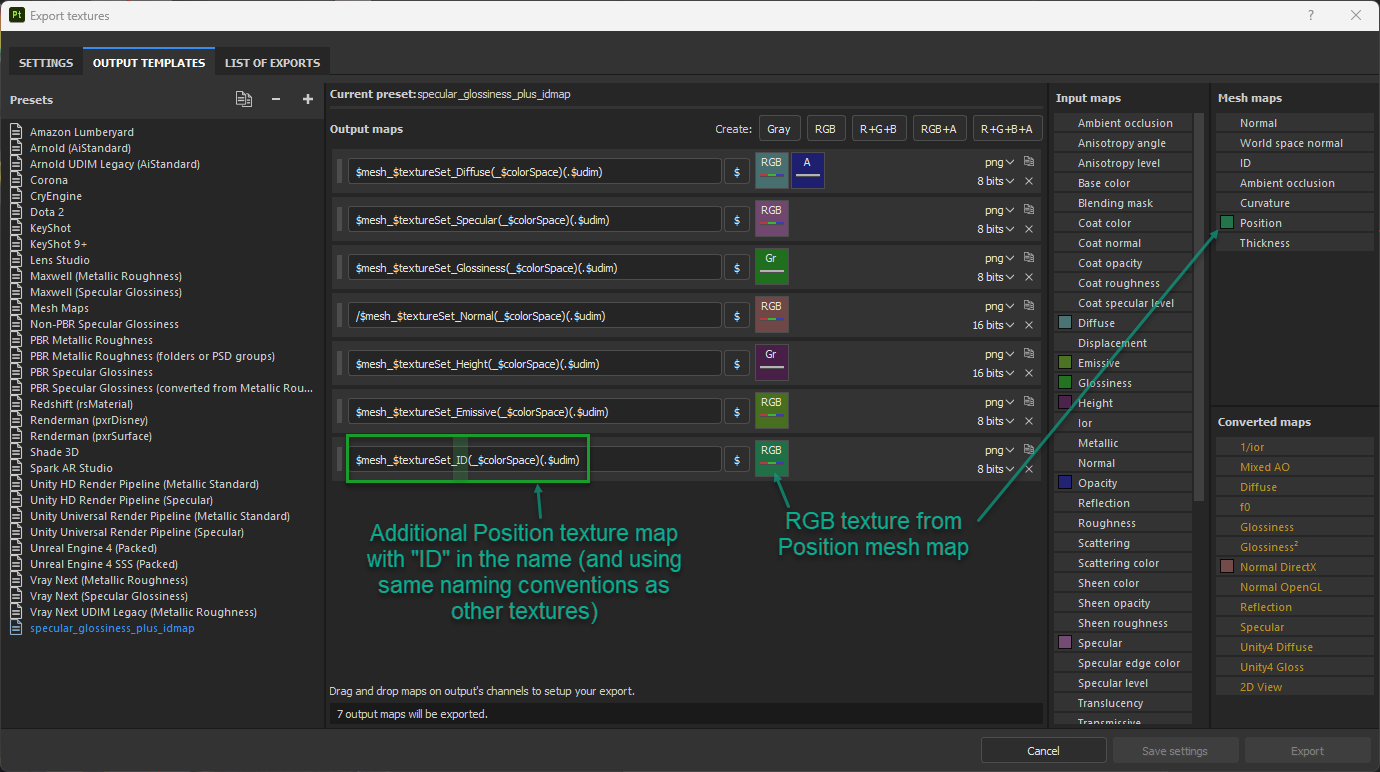 Pt Export textures ?
SETTINGS OUTPUT TEMPLATES LIST OF EXPORTS
Presets
Amazon Lumberyard
Arnold (AiStandard)
Arnold UDIM Legacy (AiStandard)
Corona
CryEngine
Dota 2
KeyShot
KeyShot 9+
Lens Studio
Maxwell (Metallic Roughness)
Maxwell (Specular Glossiness)
Mesh Maps
Non-PBR Specular Glossiness
PBR Metallic Roughness
PBR Metallic Roughness (folders or PSD groups)
PBR Specular Glossiness
PBR Specular Glossiness (converted from Metallic Rou...
Redshift (rsMaterial)
Renderman (pxrDisney)
Renderman (pxrSurface)
Shade 3D
Spark AR Studio
Unity HD Render Pipeline (Metallic Standard)
Unity HD Render Pipeline (Specular)
Unity Universal Render Pipeline (Metallic Standard)
Unity Universal Render Pipeline (Specular)
Unreal Engine 4 (Packed)
Unreal Engine 4 SSS (Packed)
Vray Next (Metallic Roughness)
Vray Next (Specular Glossiness)
Vray Next UDIM Legacy (Metallic Roughness)
specular_glossiness_plus_idmap
Current preset: specular_glossiness_plus_idmap
Output maps Create: Gray RGB R+G+B RGB+A R+G+B+A
$mesh_$textureSet_Diffuse(_$colorSpace)(.$udim) $ RGB A png
8 bits
$mesh_$textureSet_Specular(_$colorSpace)(.$udim) $ RGB png
8 bits
$mesh_$textureSet_Glossiness(_$colorSpace)(.$udim) $ Gr png
8 bits
/$mesh_$textureSet_Normal(_$colorSpace)(.$udim) $ RGB png
16 bits
$mesh_$textureSet_Height(_$colorSpace)(.$udim) $ Gr png
16 bits
$mesh_$textureSet_Emissive(_$colorSpace)(.$udim) $ RGB png
8 bits
$mesh_$textureSet_ID(_$colorSpace)(.$udim) $ RGB png
8 bits
Additional Position texture map
with "ID" in the name (and using
same naming conventions as
other textures)
RGB texture from
Position mesh map
Drag and drop maps on output's channels to setup your export.
7 output maps will be exported.
Input maps
Ambient occlusion
Anisotropy angle
Anisotropy level
Base color
Blending mask
Coat color
Coat normal
Coat opacity
Coat roughness
Coat specular level
Diffuse
Displacement
Emissive
Glossiness
Height
Ior
Metallic
Normal
Opacity
Reflection
Roughness
Scattering
Scattering color
Sheen color
Sheen opacity
Sheen roughness
Specular
Specular edge color
Specular level
Translucency
Transmissive
Mesh maps
Normal
World space normal
ID
Ambient occlusion
Curvature
Position
Thickness
Converted maps
1/ior
Mixed AO
Diffuse
f0
Glossiness
Glossiness²
Normal DirectX
Normal OpenGL
Reflection
Specular
Unity4 Diffuse
Unity4 Gloss
2D View
Cancel Save settings Export